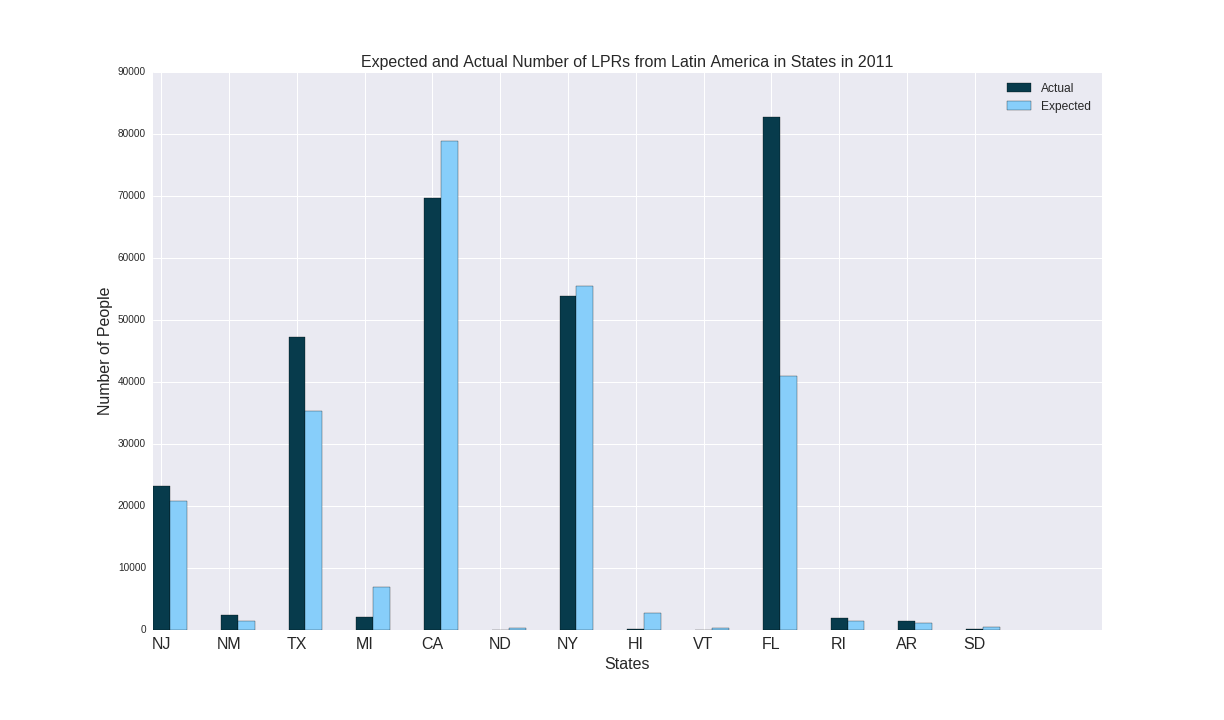 Expected and Actual Number of LPRs from Latin America in States in 2011
Actual
Expected
90000
80000
70000
60000
50000
40000
30000
20000
10000
0
Number of People
NJ NM TX MI CA ND NY HI VT FL RI AR SD
States